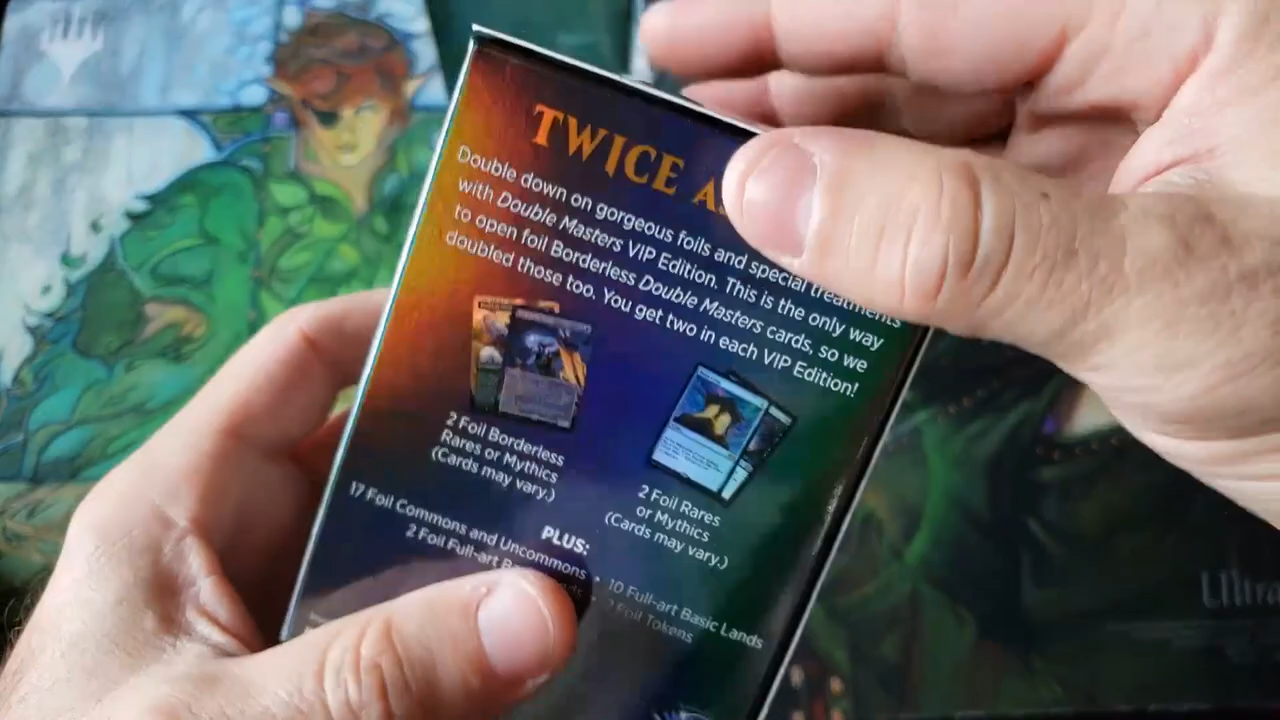 TWICE A
Double down on gorgeous foils and special treatments
with Double Masters VIP Edition. This is the only way
to open foil Borderless Double Masters cards, so we
doubled those too. You get two in each VIP Edition!
2 Foil Borderless
Rares or Mythics
(Cards may vary.)
2 Foil Rares
or Mythics
(Cards may vary.)
PLUS:
17 Foil Commons and Uncommons • 10 Full-art Basic Lands
2 Foil Full-art • 2 Foil Tokens
Ultra